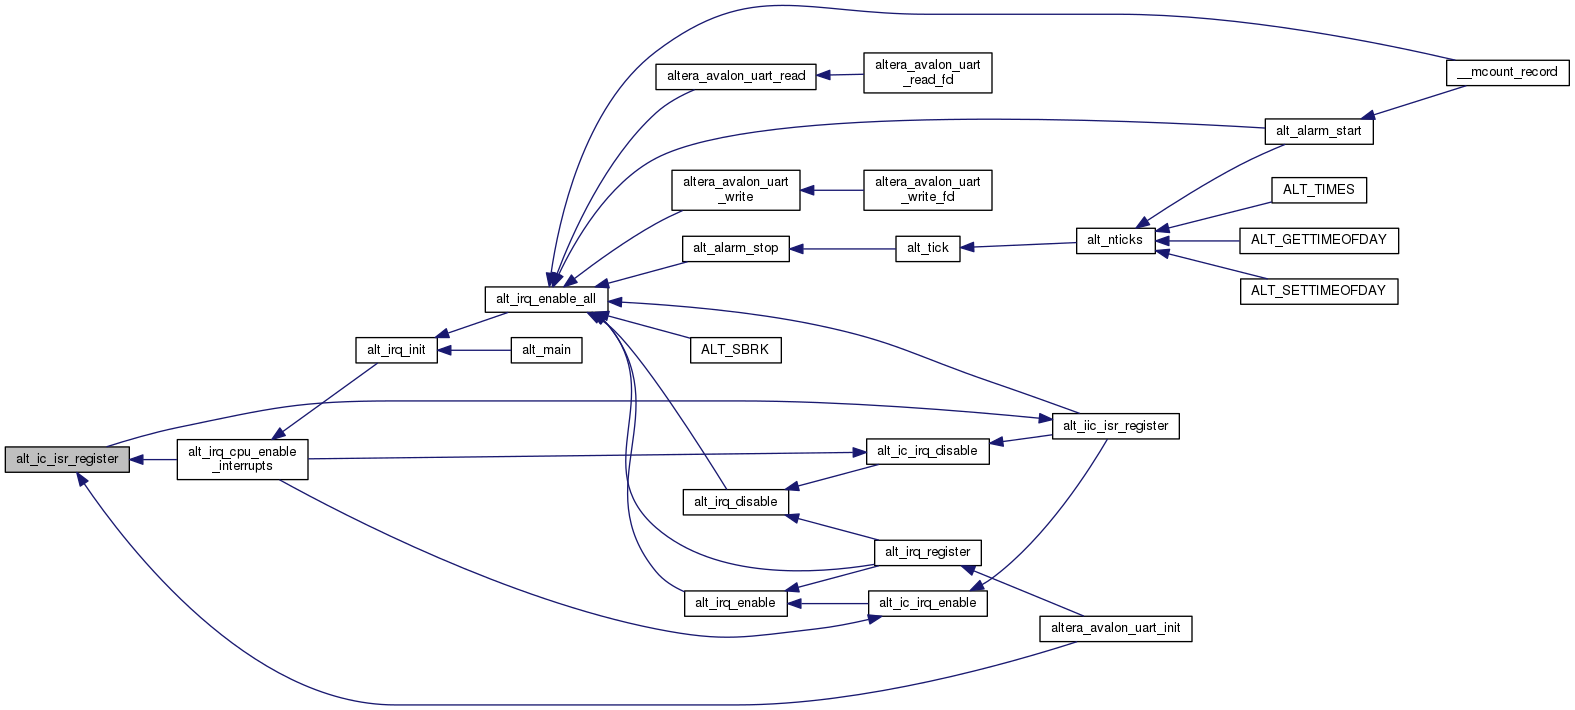 __mcount_record
altera_avalon_uart
_read_fd
altera_avalon_uart_read
alt_alarm_start
altera_avalon_uart
_write
altera_avalon_uart
_write_fd
ALT_TIMES
alt_nticks
ALT_GETTIMEOFDAY
alt_alarm_stop
alt_tick
ALT_SETTIMEOFDAY
alt_irq_enable_all
alt_irq_init
alt_main
ALT_SBRK
alt_iic_isr_register
alt_ic_isr_register
alt_irq_cpu_enable
_interrupts
alt_ic_irq_disable
alt_irq_disable
alt_irq_register
alt_irq_enable
alt_ic_irq_enable
altera_avalon_uart_init